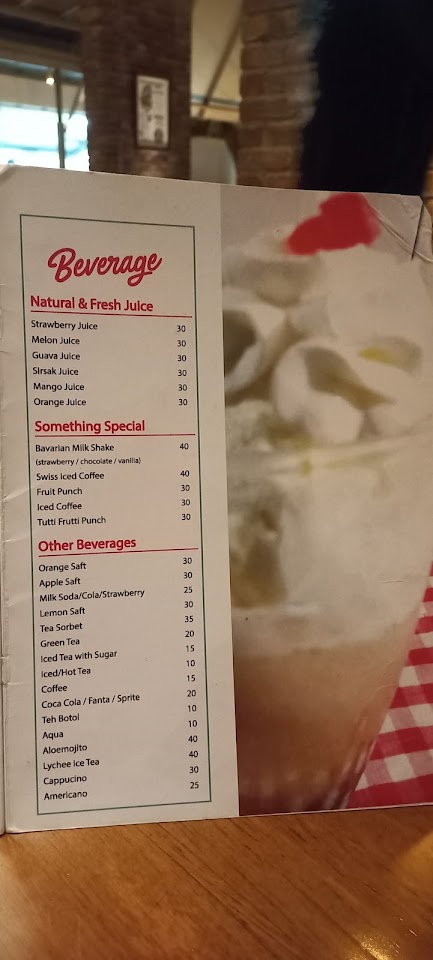 Beverage
Natural & Fresh Juice
Strawberry Juice 30
Melon Juice 30
Guava Juice 30
Sirsak Juice 30
Mango Juice 30
Orange Juice 30
Something Special
Bavarian Milk Shake 40
(strawberry / chocolate / vanilla)
Swiss Iced Coffee 40
Fruit Punch 30
Iced Coffee 30
Tutti Frutti Punch 30
Other Beverages
Orange Saft 30
Apple Saft 30
Milk Soda/Cola/Strawberry 25
Lemon Saft 30
Tea Sorbet 35
Green Tea 20
Iced Tea with Sugar 15
Iced/Hot Tea 10
Coffee 15
Coca Cola / Fanta / Sprite 20
Teh Botol 10
Aqua 10
Aloemojito 40
Lychee Ice Tea 40
Cappucino 30
Americano 25